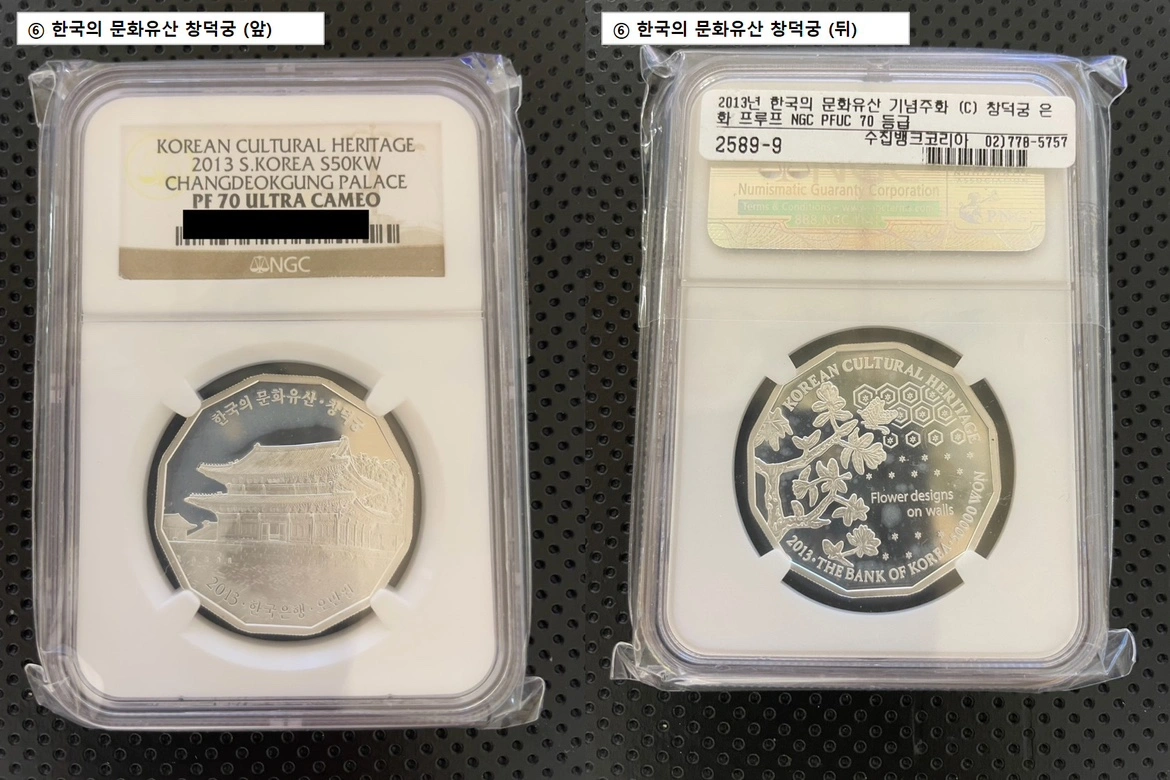 ⑥ 한국의 문화유산 창덕궁 (앞)
KOREAN CULTURAL HERITAGE
2013 S.KOREA S50KW
CHANGDEOKGUNG PALACE
PF 70 ULTRA CAMEO
NGC
한국의 문화유산·창덕궁
2013·한국은행·오만원
⑥ 한국의 문화유산 창덕궁 (뒤)
2013년 한국의 문화유산 기념주화 (C) 창덕궁 은
화 프루프 NGC PFUC 70 등급
2589-9 수집뱅크코리아 02)778-5757
Numismatic Guaranty Corporation
KOREAN CULTURAL HERITAGE
Flower designs
on walls
2013·THE BANK OF KOREA·50000 WON